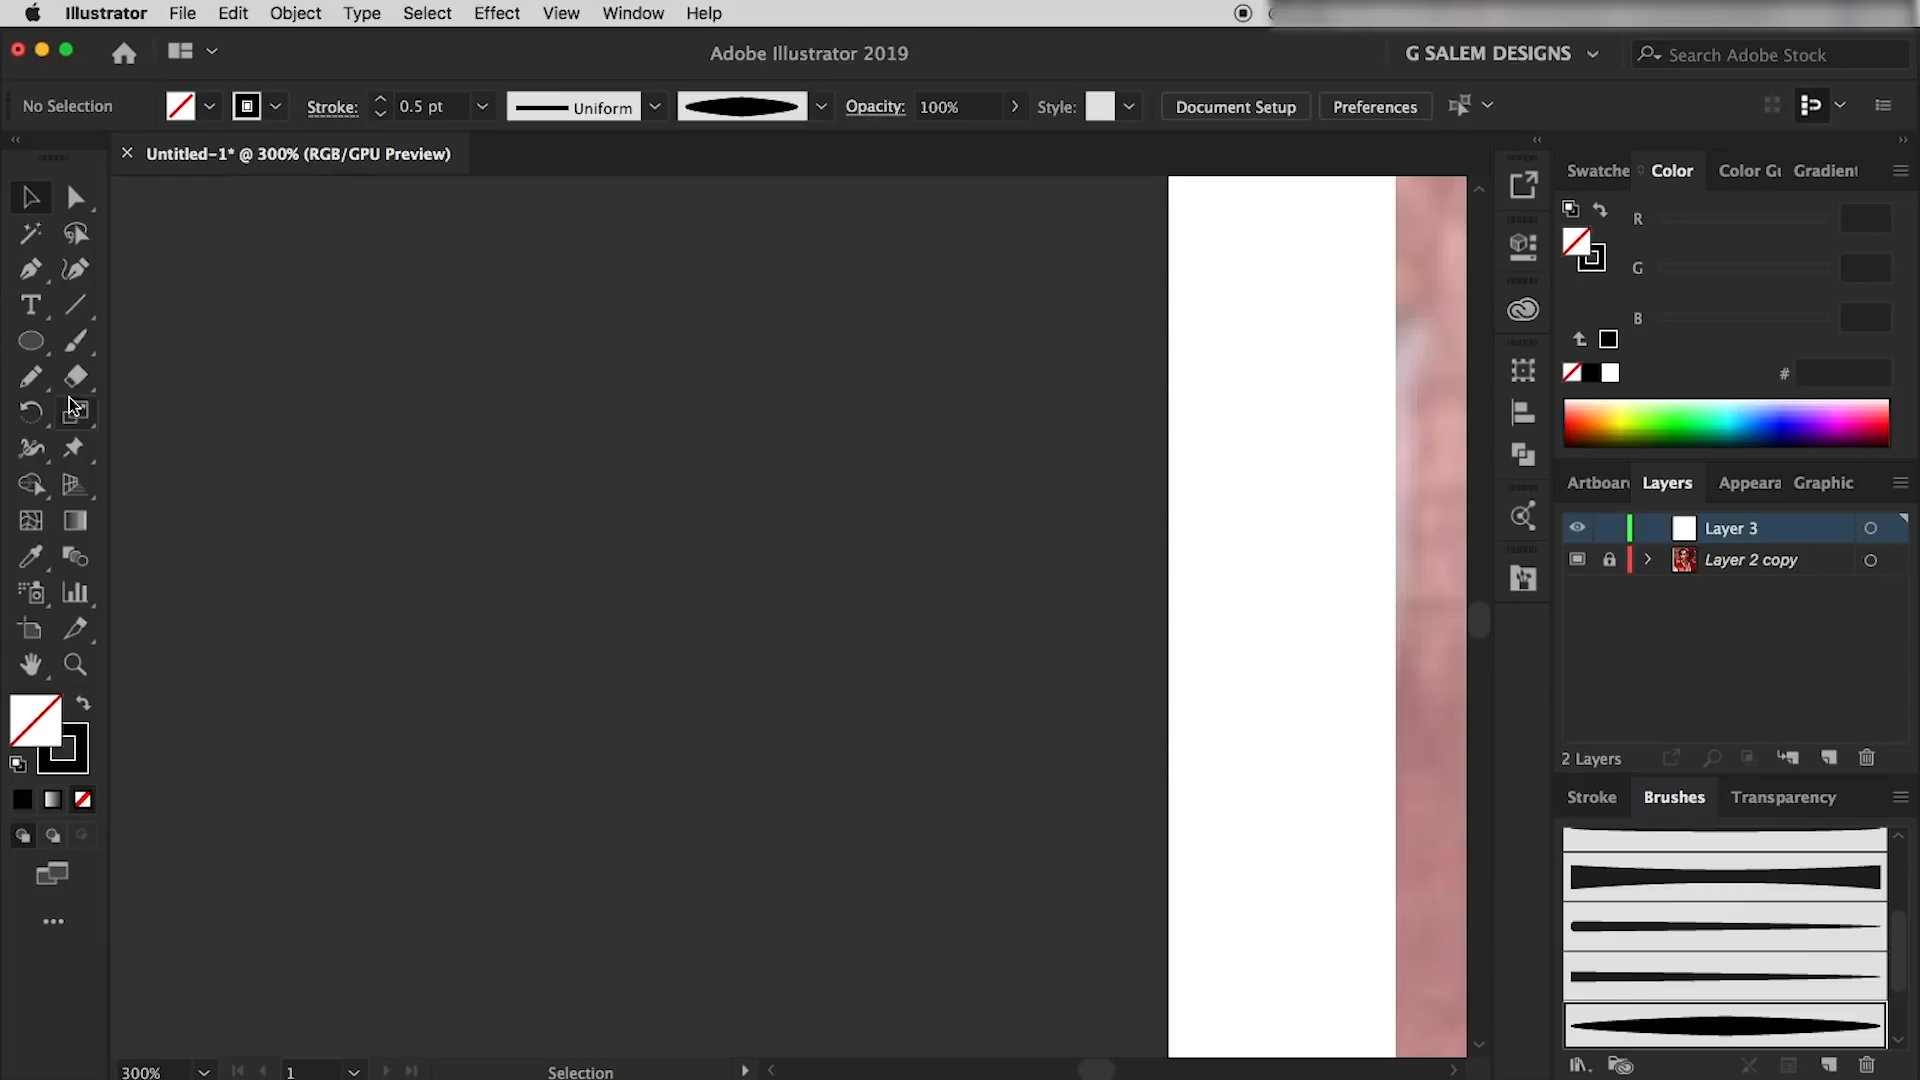 Illustrator File Edit Object Type Select Effect View Window Help
Adobe Illustrator 2019
G SALEM DESIGNS
Search Adobe Stock
No Selection
Stroke: 0.5 pt
Uniform
Opacity: 100%
Style:
Document Setup
Preferences
× Untitled-1* @ 300% (RGB/GPU Preview)
Swatche Color Color Gu Gradient
R
G
B
#
Artboar Layers Appeara Graphic
Layer 3
Layer 2 copy
2 Layers
Stroke Brushes Transparency
300% 1 Selection